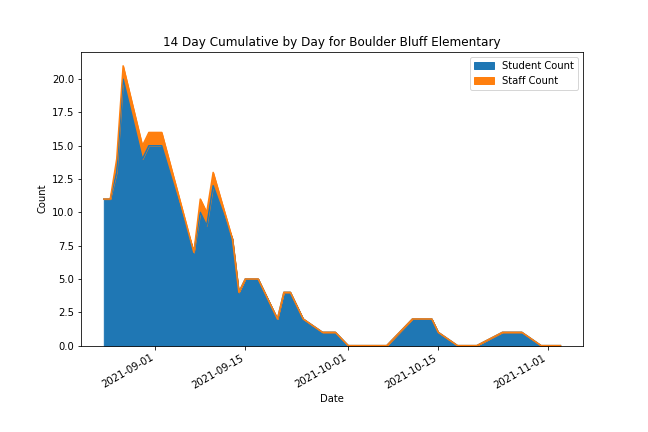 14 Day Cumulative by Day for Boulder Bluff Elementary
Student Count
Staff Count
20.0
17.5
15.0
12.5
10.0
7.5
5.0
2.5
0.0
Count
2021-09-01
2021-09-15
2021-10-01
2021-10-15
2021-11-01
Date